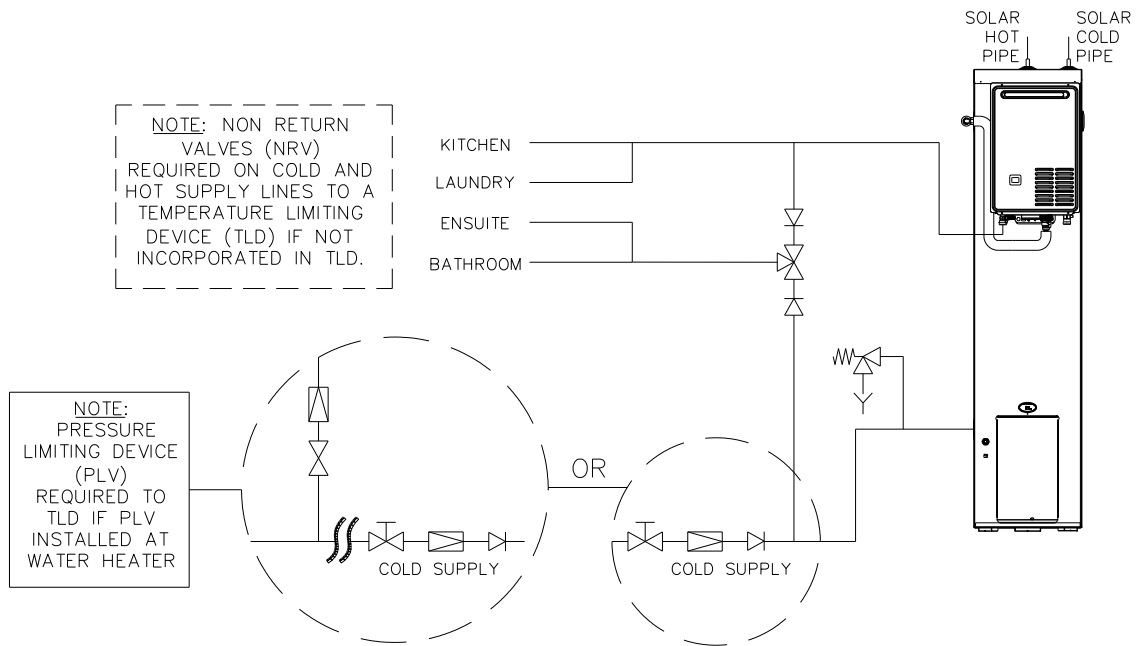 SOLAR
HOT
PIPE
SOLAR
COLD
PIPE
NOTE: NON RETURN
VALVES (NRV)
REQUIRED ON COLD AND
HOT SUPPLY LINES TO A
TEMPERATURE LIMITING
DEVICE (TLD) IF NOT
INCORPORATED IN TLD.
KITCHEN
LAUNDRY
ENSUITE
BATHROOM
NOTE:
PRESSURE
LIMITING DEVICE
(PLV)
REQUIRED TO
TLD IF PLV
INSTALLED AT
WATER HEATER
OR
COLD SUPPLY
COLD SUPPLY